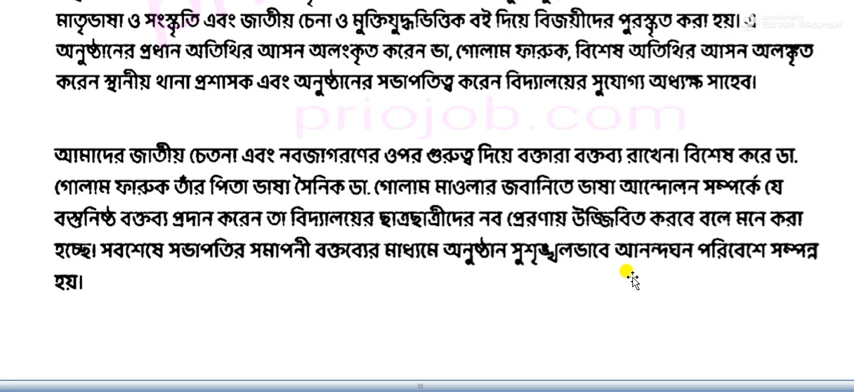 মাতৃভাষা ও সংস্কৃতি এবং জাতীয় চেনা ও মুক্তিযুদ্ধভিত্তিক বই দিয়ে বিজয়ীদের পুরস্কৃত করা হয়। এ
অনুষ্ঠানের প্রধান অতিথির আসন অলংকৃত করেন ডা, গোলাম ফারুক, বিশেষ অতিথির আসন অলঙ্কৃত
করেন স্থানীয় থানা প্রশাসক এবং অনুষ্ঠানের সভাপতিত্ব করেন বিদ্যালয়ের সুযোগ্য অধ্যক্ষ সাহেব।
priojob.com
আমাদের জাতীয় চেতনা এবং নবজাগরণের ওপর গুরুত্ব দিয়ে বক্তারা বক্তব্য রাখেন। বিশেষ করে ডা.
গোলাম ফারুক তাঁর পিতা ভাষা সৈনিক ডা. গোলাম মাওলার জবানিতে ভাষা আন্দোলন সম্পর্কে যে
বস্তুনিষ্ঠ বক্তব্য প্রদান করেন তা বিদ্যালয়ের ছাত্রছাত্রীদের নব প্রেরণায় উজ্জিবিত করবে বলে মনে করা
হচ্ছে। সবশেষে সভাপতির সমাপনী বক্তব্যের মাধ্যমে অনুষ্ঠান সুশৃঙ্খলভাবে আনন্দঘন পরিবেশে সম্পন্ন
হয়।